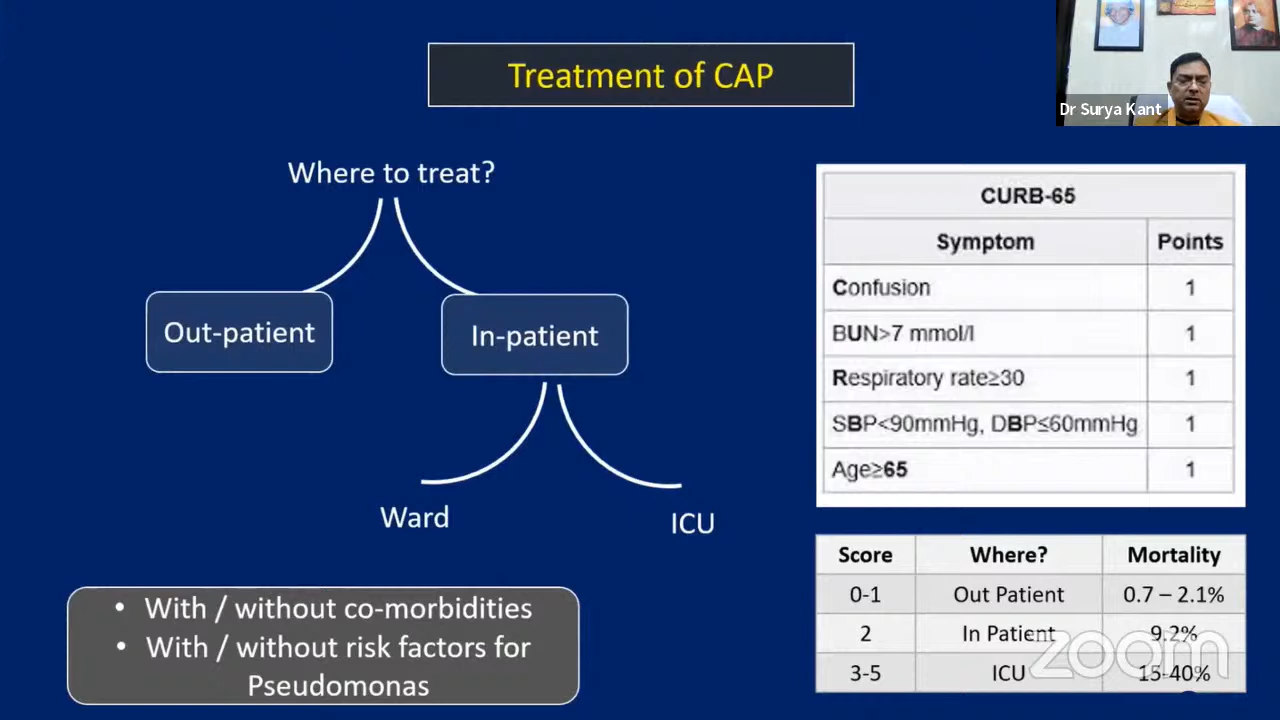 Treatment of CAP
Dr Surya Kant
Where to treat?
Out-patient
In-patient
Ward
ICU
• With / without co-morbidities
• With / without risk factors for
Pseudomonas
CURB-65
Symptom Points
Confusion 1
BUN>7 mmol/l 1
Respiratory rate≥30 1
SBP<90mmHg, DBP≤60mmHg 1
Age≥65 1
Score Where? Mortality
0-1 Out Patient 0.7 – 2.1%
2 In Patient 9.2%
3-5 ICU 15-40%
zoom